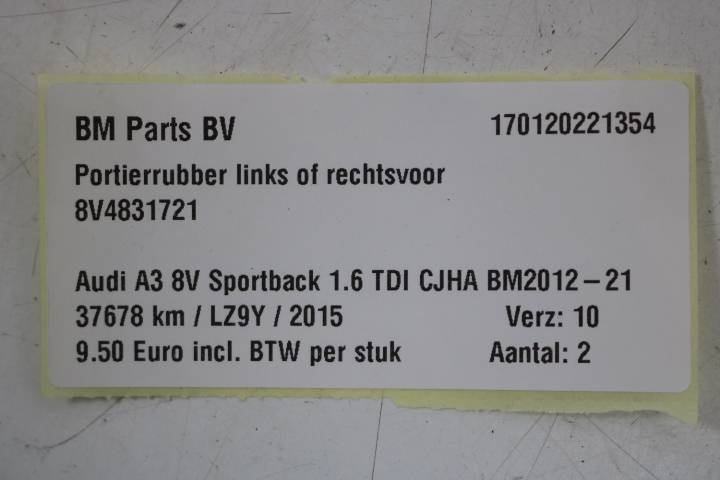 BM Parts BV 170120221354
Portierrubber links of rechtsvoor
8V4831721
Audi A3 8V Sportback 1.6 TDI CJHA BM2012-21
37678 km / LZ9Y / 2015 Verz: 10
9.50 Euro incl. BTW per stuk Aantal: 2